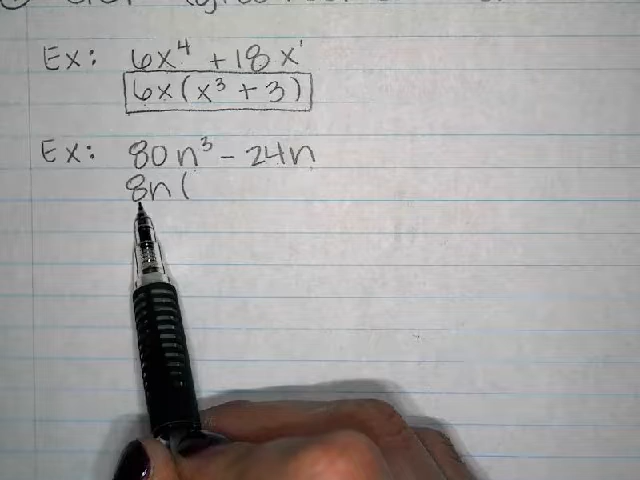 Ex: 6x⁴ + 18x¹
6x(x³ + 3)
Ex: 80n³ - 24n
8n(